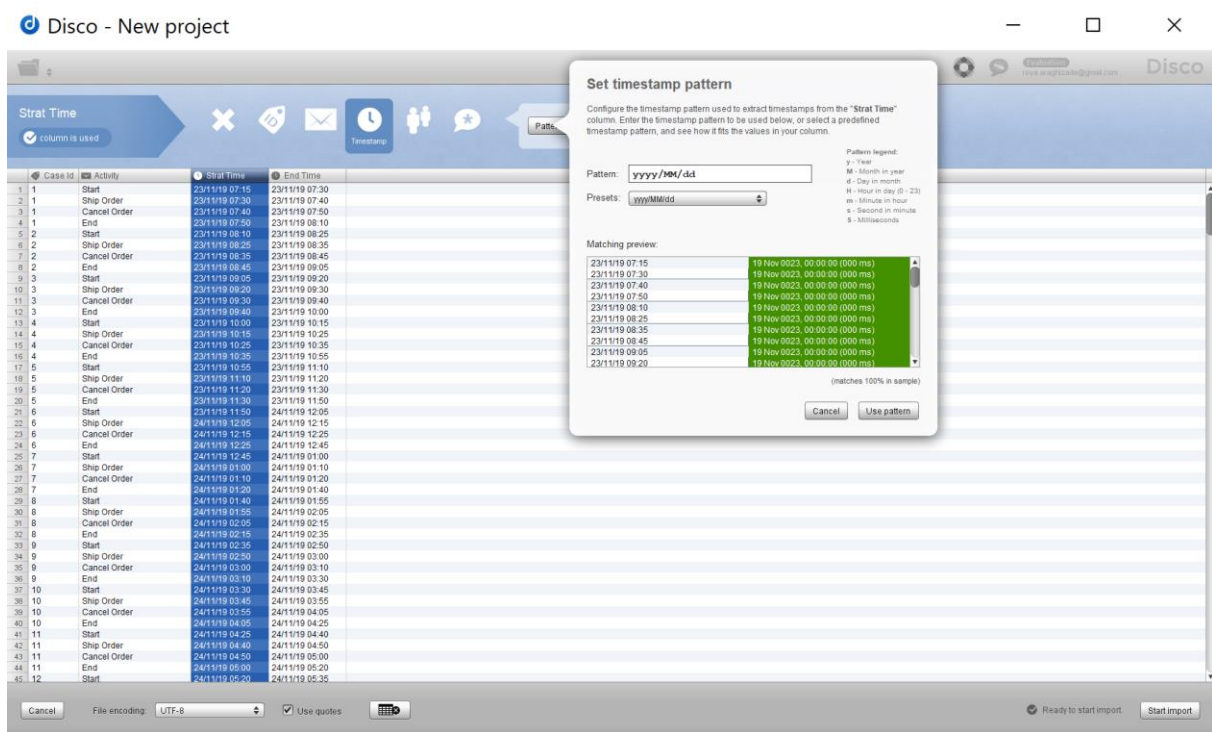 Disco - New project
Disco
Strat Time
column is used
Timestamp
Set timestamp pattern
Configure the timestamp pattern used to extract timestamps from the "Strat Time"
column. Enter the timestamp pattern to be used below, or select a predefined
timestamp pattern, and see how it fits the values in your column.
Pattern legend:
y - Year
M - Month in year
d - Day in month
H - Hour in day (0 - 23)
m - Minute in hour
s - Second in minute
S - Milliseconds
Pattern: yyyy/MM/dd
Presets: yyyy/MM/dd
Matching preview:
23/11/19 07:15 19 Nov 0023, 00:00:00 (000 ms)
23/11/19 07:30 19 Nov 0023, 00:00:00 (000 ms)
23/11/19 07:40 19 Nov 0023, 00:00:00 (000 ms)
23/11/19 07:50 19 Nov 0023, 00:00:00 (000 ms)
23/11/19 08:10 19 Nov 0023, 00:00:00 (000 ms)
23/11/19 08:25 19 Nov 0023, 00:00:00 (000 ms)
23/11/19 08:35 19 Nov 0023, 00:00:00 (000 ms)
23/11/19 08:45 19 Nov 0023, 00:00:00 (000 ms)
23/11/19 09:05 19 Nov 0023, 00:00:00 (000 ms)
23/11/19 09:20 19 Nov 0023, 00:00:00 (000 ms)
(matches 100% in sample)
Cancel Use pattern
Case Id Activity Strat Time End Time
1 1 Start 23/11/19 07:15 23/11/19 07:30
2 1 Ship Order 23/11/19 07:30 23/11/19 07:40
3 1 Cancel Order 23/11/19 07:40 23/11/19 07:50
4 1 End 23/11/19 07:50 23/11/19 08:10
5 2 Start 23/11/19 08:10 23/11/19 08:25
6 2 Ship Order 23/11/19 08:25 23/11/19 08:35
7 2 Cancel Order 23/11/19 08:35 23/11/19 08:45
8 2 End 23/11/19 08:45 23/11/19 09:05
9 3 Start 23/11/19 09:05 23/11/19 09:20
10 3 Ship Order 23/11/19 09:20 23/11/19 09:30
11 3 Cancel Order 23/11/19 09:30 23/11/19 09:40
12 3 End 23/11/19 09:40 23/11/19 10:00
13 4 Start 23/11/19 10:00 23/11/19 10:15
14 4 Ship Order 23/11/19 10:15 23/11/19 10:25
15 4 Cancel Order 23/11/19 10:25 23/11/19 10:35
16 4 End 23/11/19 10:35 23/11/19 10:55
17 5 Start 23/11/19 10:55 23/11/19 11:10
18 5 Ship Order 23/11/19 11:10 23/11/19 11:20
19 5 Cancel Order 23/11/19 11:20 23/11/19 11:30
20 5 End 23/11/19 11:30 23/11/19 11:50
21 6 Start 23/11/19 11:50 24/11/19 12:05
22 6 Ship Order 24/11/19 12:05 24/11/19 12:15
23 6 Cancel Order 24/11/19 12:15 24/11/19 12:25
24 6 End 24/11/19 12:25 24/11/19 12:45
25 7 Start 24/11/19 12:45 24/11/19 01:00
26 7 Ship Order 24/11/19 01:00 24/11/19 01:10
27 7 Cancel Order 24/11/19 01:10 24/11/19 01:20
28 7 End 24/11/19 01:20 24/11/19 01:40
29 8 Start 24/11/19 01:40 24/11/19 01:55
30 8 Ship Order 24/11/19 01:55 24/11/19 02:05
31 8 Cancel Order 24/11/19 02:05 24/11/19 02:15
32 8 End 24/11/19 02:15 24/11/19 02:35
33 9 Start 24/11/19 02:35 24/11/19 02:50
34 9 Ship Order 24/11/19 02:50 24/11/19 03:00
35 9 Cancel Order 24/11/19 03:00 24/11/19 03:10
36 9 End 24/11/19 03:10 24/11/19 03:30
37 10 Start 24/11/19 03:30 24/11/19 03:45
38 10 Ship Order 24/11/19 03:45 24/11/19 03:55
39 10 Cancel Order 24/11/19 03:55 24/11/19 04:05
40 10 End 24/11/19 04:05 24/11/19 04:25
41 11 Start 24/11/19 04:25 24/11/19 04:40
42 11 Ship Order 24/11/19 04:40 24/11/19 04:50
43 11 Cancel Order 24/11/19 04:50 24/11/19 05:00
44 11 End 24/11/19 05:00 24/11/19 05:20
45 12 Start 24/11/19 05:20 24/11/19 05:35
Cancel File encoding: UTF-8 Use quotes Ready to start import. Start import